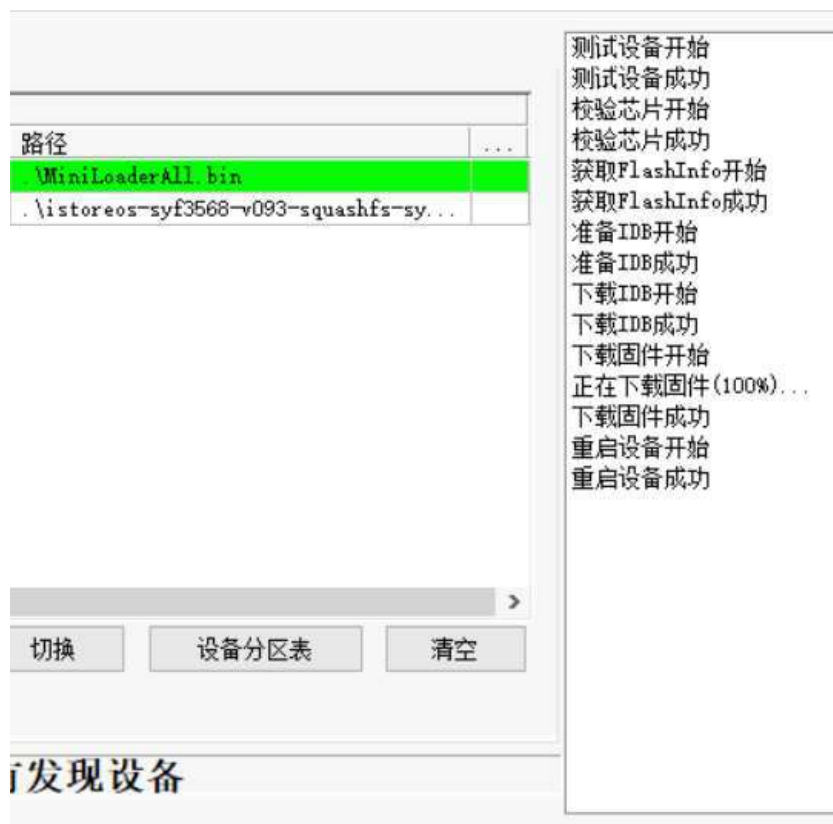 路径
...
.\MiniLoaderAll.bin
.\istoreos-syf3568-v093-squashfs-sy...
切换
设备分区表
清空
发现设备
测试设备开始
测试设备成功
校验芯片开始
校验芯片成功
获取FlashInfo开始
获取FlashInfo成功
准备IDB开始
准备IDB成功
下载IDB开始
下载IDB成功
下载固件开始
正在下载固件(100%)...
下载固件成功
重启设备开始
重启设备成功